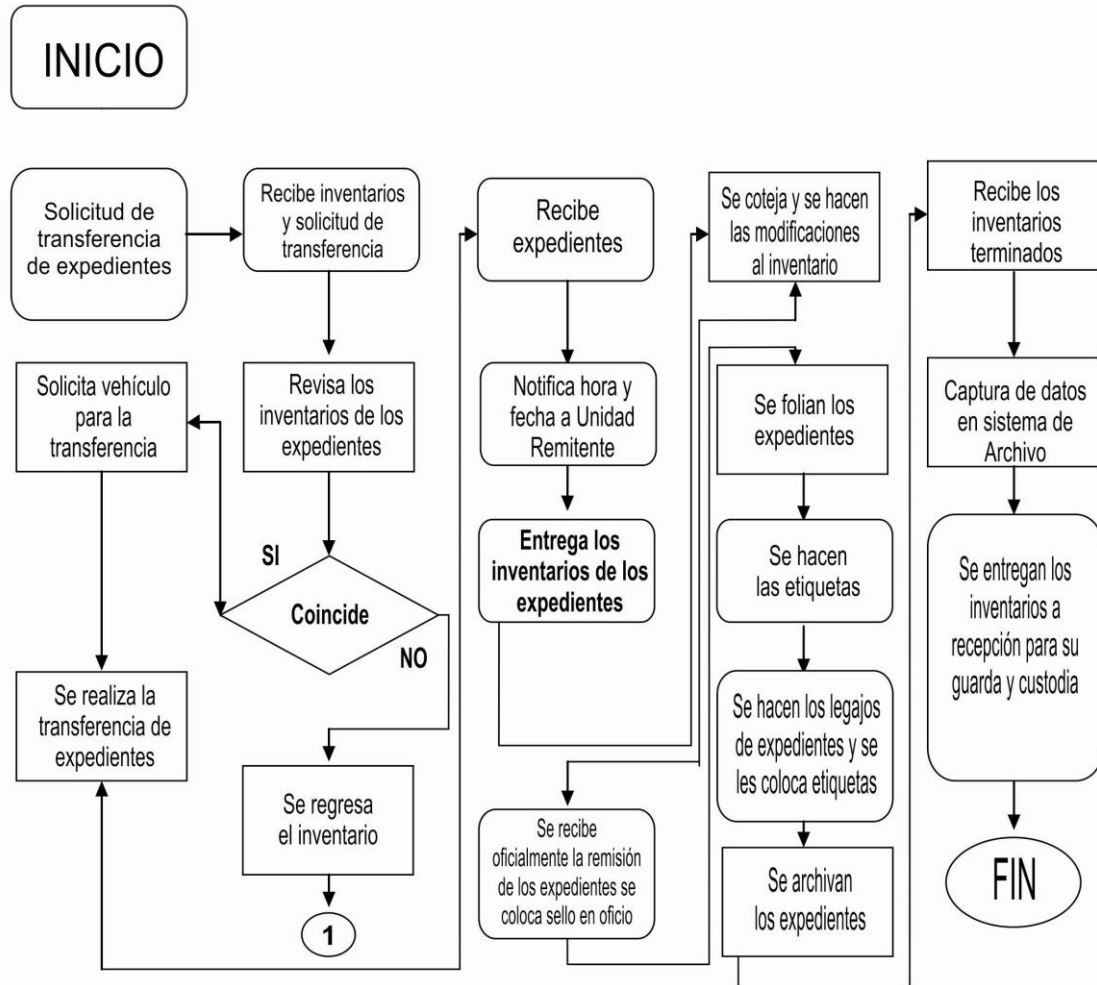 INICIO
Solicitud de
transferencia
de expedientes
Recibe inventarios
y solicitud de
transferencia
Revisa los
inventarios de los
expedientes
SI
Coincide
NO
Solicita vehículo
para la
transferencia
Se realiza la
transferencia de
expedientes
Se regresa
el inventario
1
Recibe
expedientes
Notifica hora y
fecha a Unidad
Remitente
Entrega los
inventarios de los
expedientes
Se coteja y se hacen
las modificaciones
al inventario
Se recibe
oficialmente la remisión
de los expedientes se
coloca sello en oficio
Se folian los
expedientes
Se hacen
las etiquetas
Se hacen los legajos
de expedientes y se
les coloca etiquetas
Se archivan
los expedientes
Recibe los
inventarios
terminados
Captura de datos
en sistema de
Archivo
Se entregan los
inventarios a
recepción para su
guarda y custodia
FIN